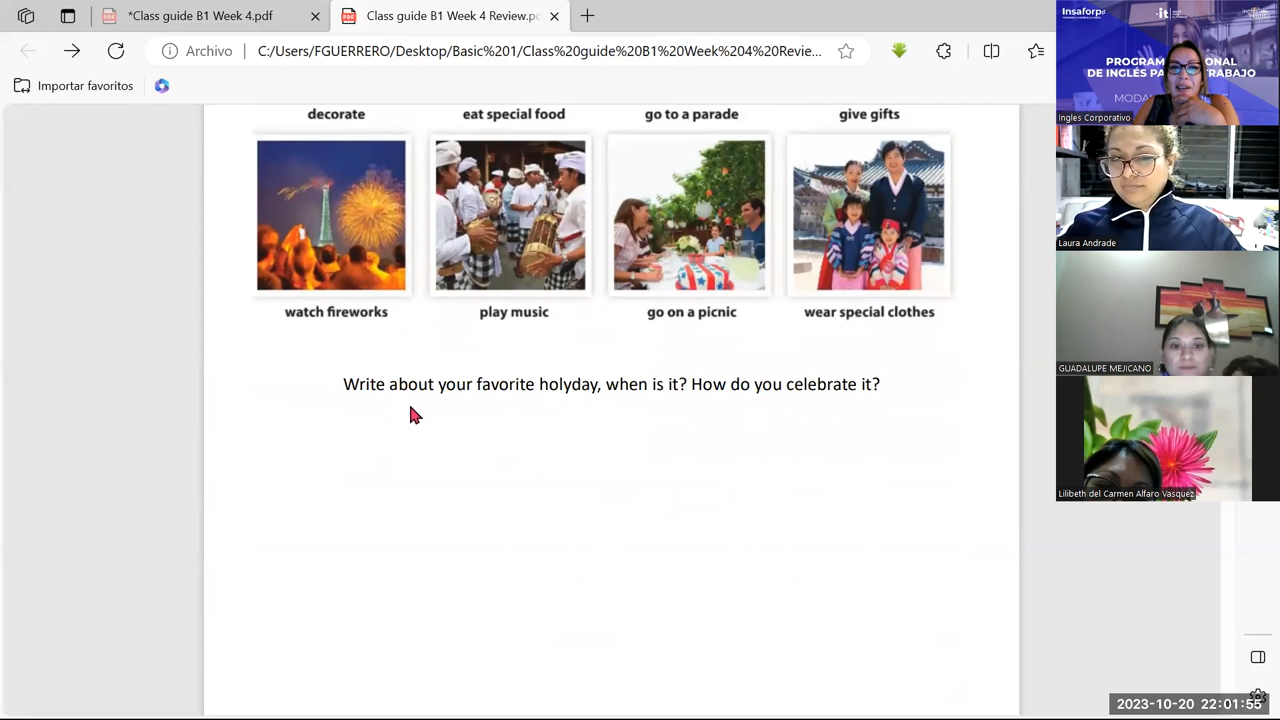 *Class guide B1 Week 4.pdf
Class guide B1 Week 4 Review.p
Archivo
C:/Users/FGUERRERO/Desktop/Basic%201/Class%20guide%20B1%20Week%204%20Revie...
Importar favoritos
decorate
eat special food
go to a parade
give gifts
watch fireworks
play music
go on a picnic
wear special clothes
Write about your favorite holyday, when is it? How do you celebrate it?
Insaforp
Ingles Corporativo
Laura Andrade
GUADALUPE MEJICANO
Lilibeth del Carmen Alfaro Vasquez
2023-10-20 22:01:55